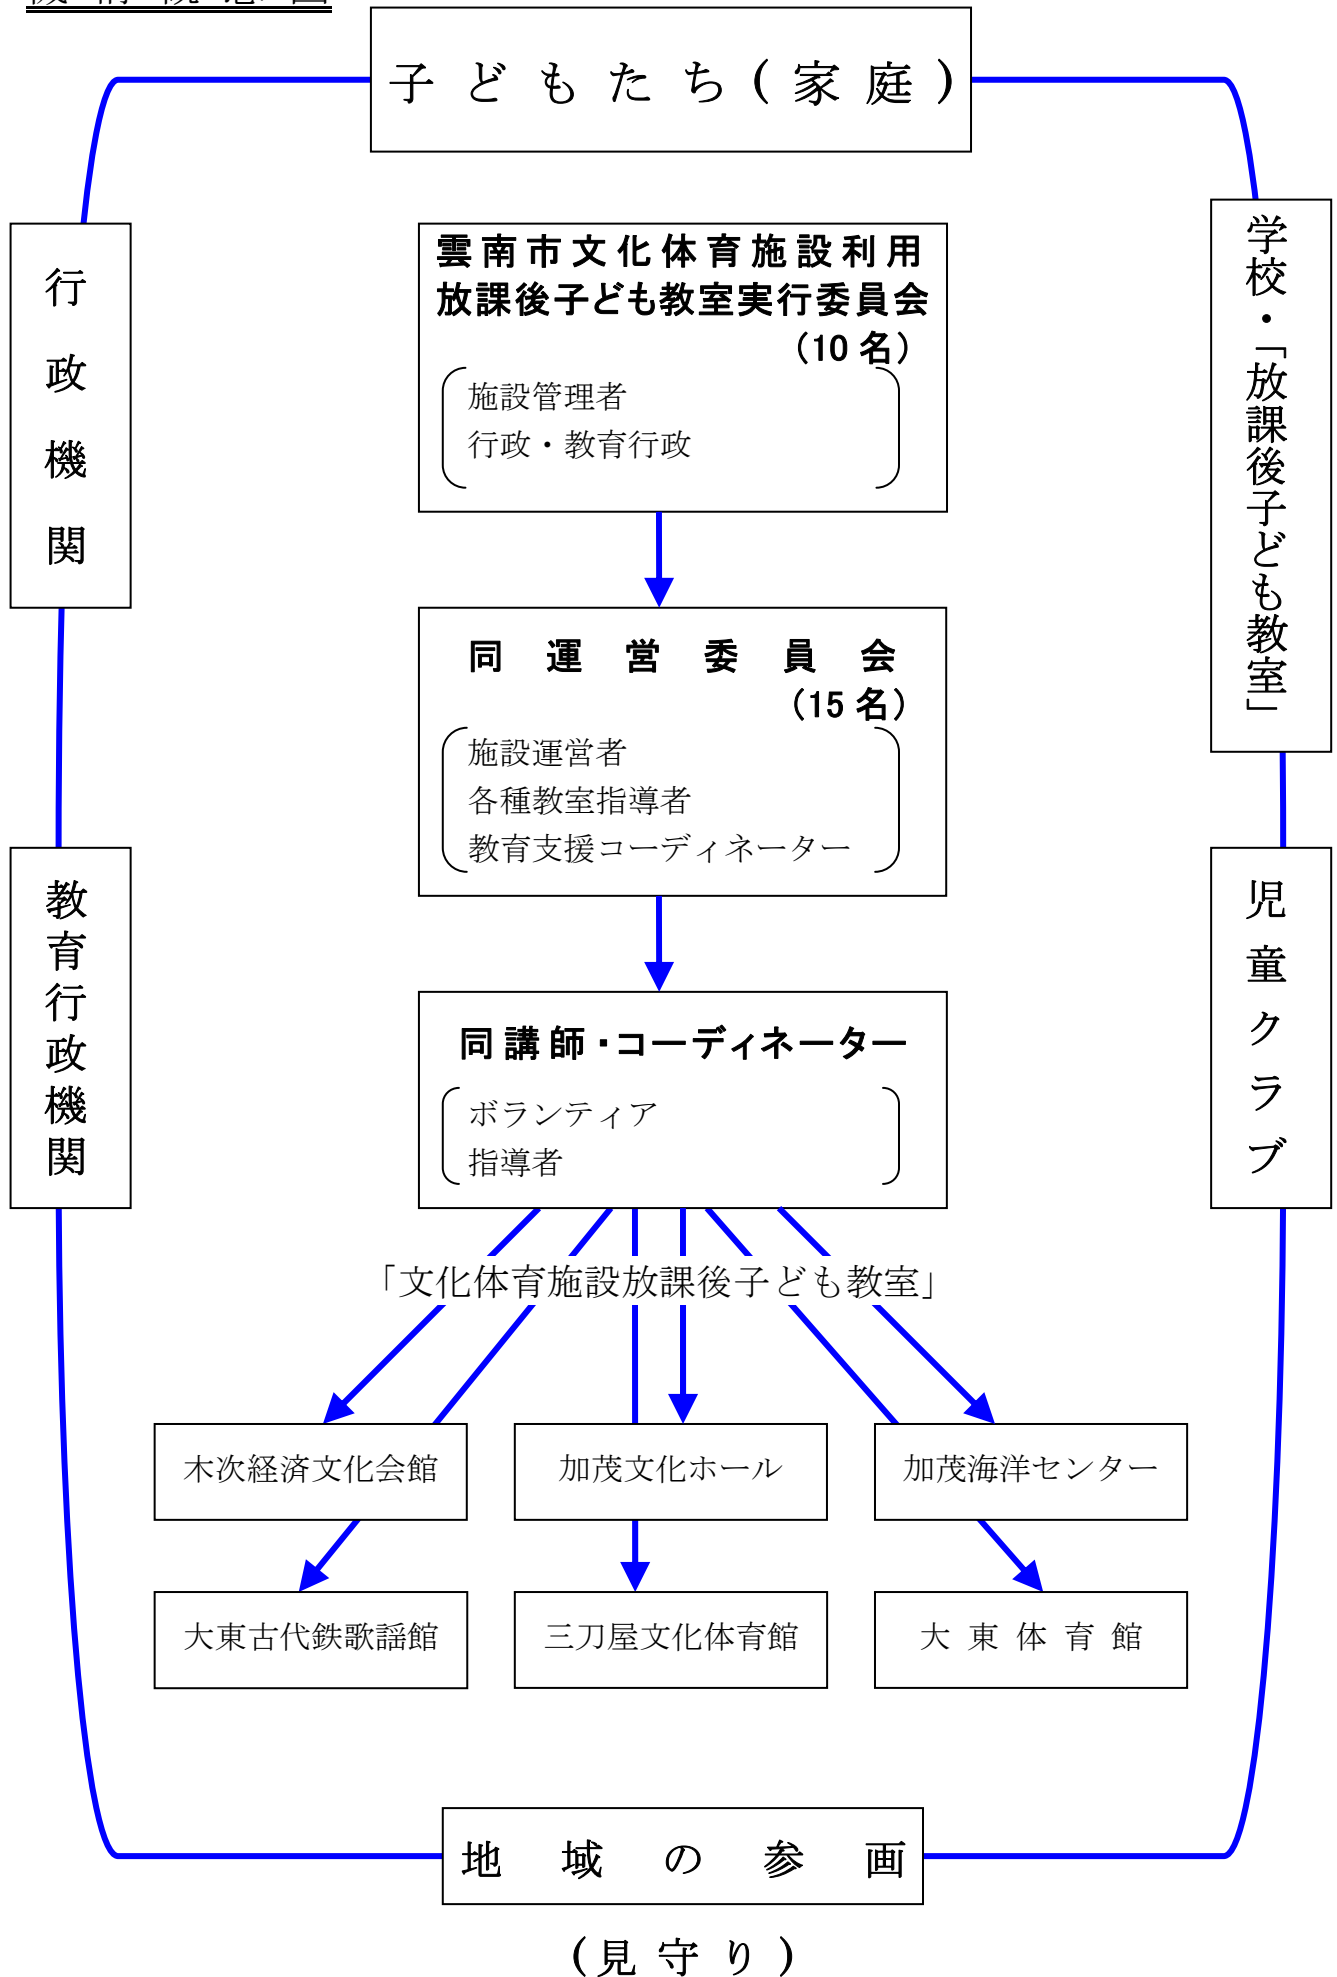 子どもたち(家庭)
行政機関
雲南市文化体育施設利用
放課後子ども教室実行委員会
(10名)
施設管理者
行政・教育行政
学校・「放課後子ども教室」
同運営委員会
(15名)
施設運営者
各種教室指導者
教育支援コーディネーター
教育行政機関
児童クラブ
同講師・コーディネーター
ボランティア
指導者
「文化体育施設放課後子ども教室」
木次経済文化会館
加茂文化ホール
加茂海洋センター
大東古代鉄歌謡館
三刀屋文化体育館
大東体育館
地域の参画
(見守り)